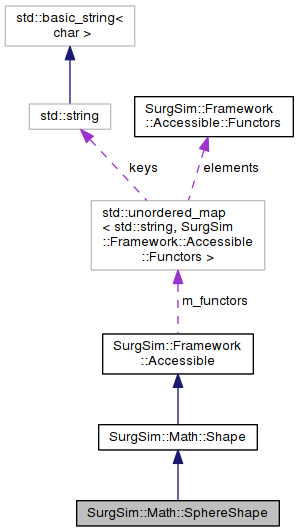 std::basic_string<
char >
std::string
SurgSim::Framework
::Accessible::Functors
keys
elements
std::unordered_map
< std::string, SurgSim
::Framework::Accessible
::Functors >
m_functors
SurgSim::Framework
::Accessible
SurgSim::Math::Shape
SurgSim::Math::SphereShape